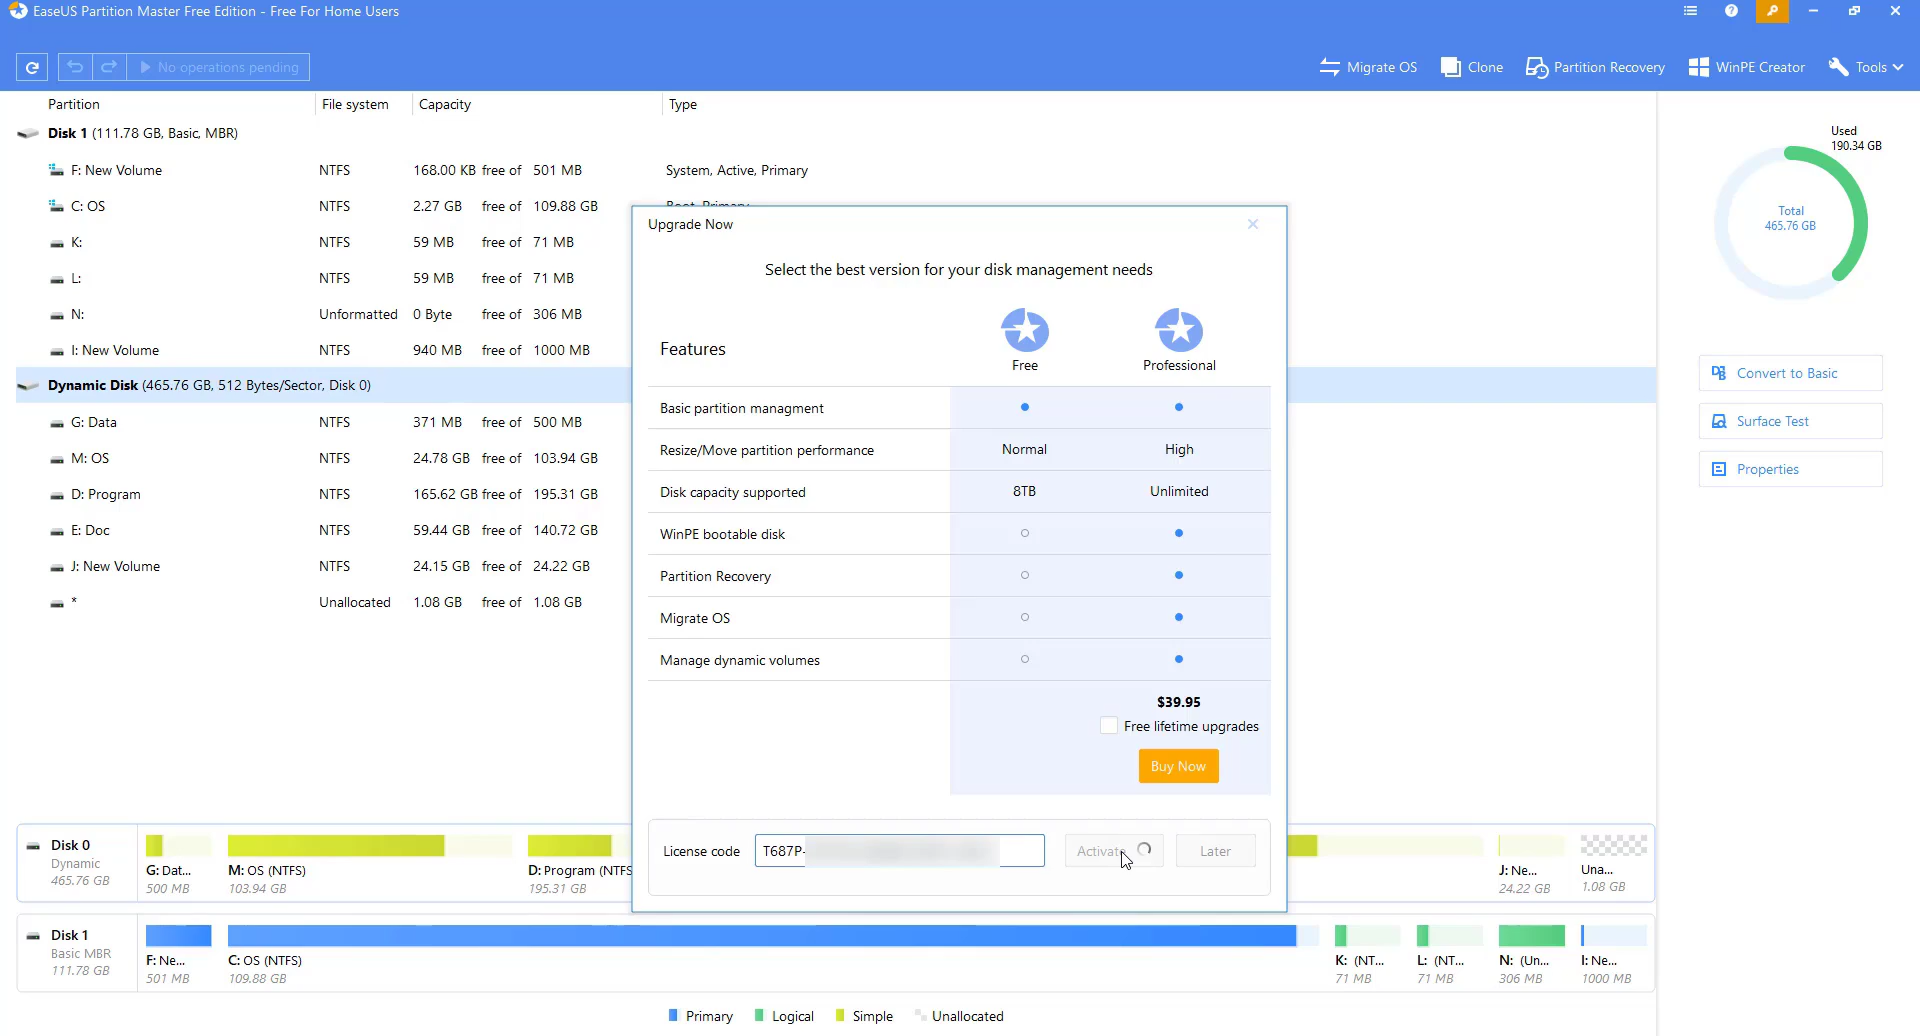 EaseUS Partition Master Free Edition - Free For Home Users
No operations pending
Migrate OS Clone Partition Recovery WinPE Creator Tools
Partition File system Capacity Type
Disk 1 (111.78 GB, Basic, MBR)
F: New Volume NTFS 168.00 KB free of 501 MB System, Active, Primary
C: OS NTFS 2.27 GB free of 109.88 GB Boot, Primary
K: NTFS 59 MB free of 71 MB
L: NTFS 59 MB free of 71 MB
N: Unformatted 0 Byte free of 306 MB
I: New Volume NTFS 940 MB free of 1000 MB
Dynamic Disk (465.76 GB, 512 Bytes/Sector, Disk 0)
G: Data NTFS 371 MB free of 500 MB
M: OS NTFS 24.78 GB free of 103.94 GB
D: Program NTFS 165.62 GB free of 195.31 GB
E: Doc NTFS 59.44 GB free of 140.72 GB
J: New Volume NTFS 24.15 GB free of 24.22 GB
* Unallocated 1.08 GB free of 1.08 GB
Used
190.34 GB
Total
465.76 GB
Convert to Basic
Surface Test
Properties
Upgrade Now
Select the best version for your disk management needs
Features Free Professional
Basic partition managment
Resize/Move partition performance Normal High
Disk capacity supported 8TB Unlimited
WinPE bootable disk
Partition Recovery
Migrate OS
Manage dynamic volumes
$39.95
Free lifetime upgrades
Buy Now
License code T687P- Activate Later
Disk 0
Dynamic
465.76 GB
G: Dat...
500 MB
M: OS (NTFS)
103.94 GB
D: Program (NTFS
195.31 GB
J: Ne...
24.22 GB
Una...
1.08 GB
Disk 1
Basic MBR
111.78 GB
F: Ne...
501 MB
C: OS (NTFS)
109.88 GB
K: (NT...
71 MB
L: (NT...
71 MB
N: (Un...
306 MB
I: Ne...
1000 MB
Primary Logical Simple Unallocated